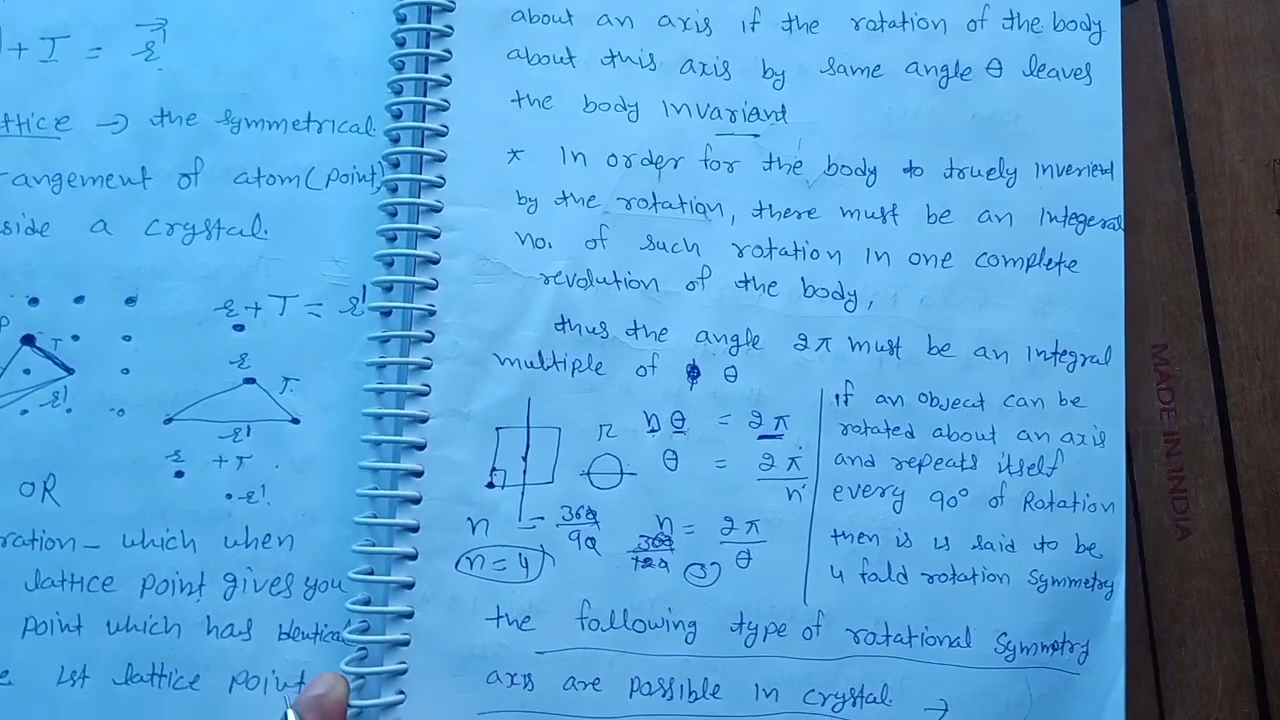 + T = r'
ttice → the symmetrical
rangement of atom (point)
side a crystal.
r + T = r'
P
T
r'
r
T
r'
r + T
r'
OR
ration - which when
lattice point gives you
point which has identical
e 1st lattice point
about an axis if the rotation of the body
about this axis by same angle θ leaves
the body invariant
* In order for the body to truely inverient
by the rotation, there must be an integeral
no. of such rotation in one complete
revolution of the body,
thus the angle 2π must be an integral
multiple of θ
n θ = 2π
θ = 2π / n
n = 360 / 90
n = 2π / θ
n = 4
360 / 120
3
if an object can be
rotated about an axis
and repeats itself
every 90° of Rotation
then is is said to be
4 fold rotation symmetry
the following type of rotational symmetry
axis are possible in crystal. →
MADE IN INDIA